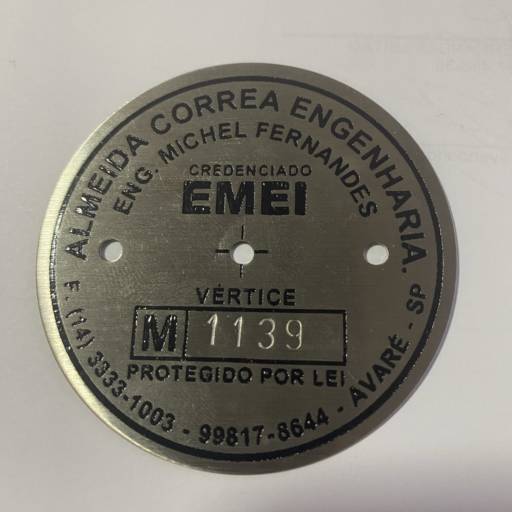 ALMEIDA CORREA ENGENHARIA.
ENG. MICHEL FERNANDES
CREDENCIADO
EMEI
VÉRTICE
M 1139
PROTEGIDO POR LEI
F. (14) 3333-1003 - 99817-8644 - AVARÉ - SP